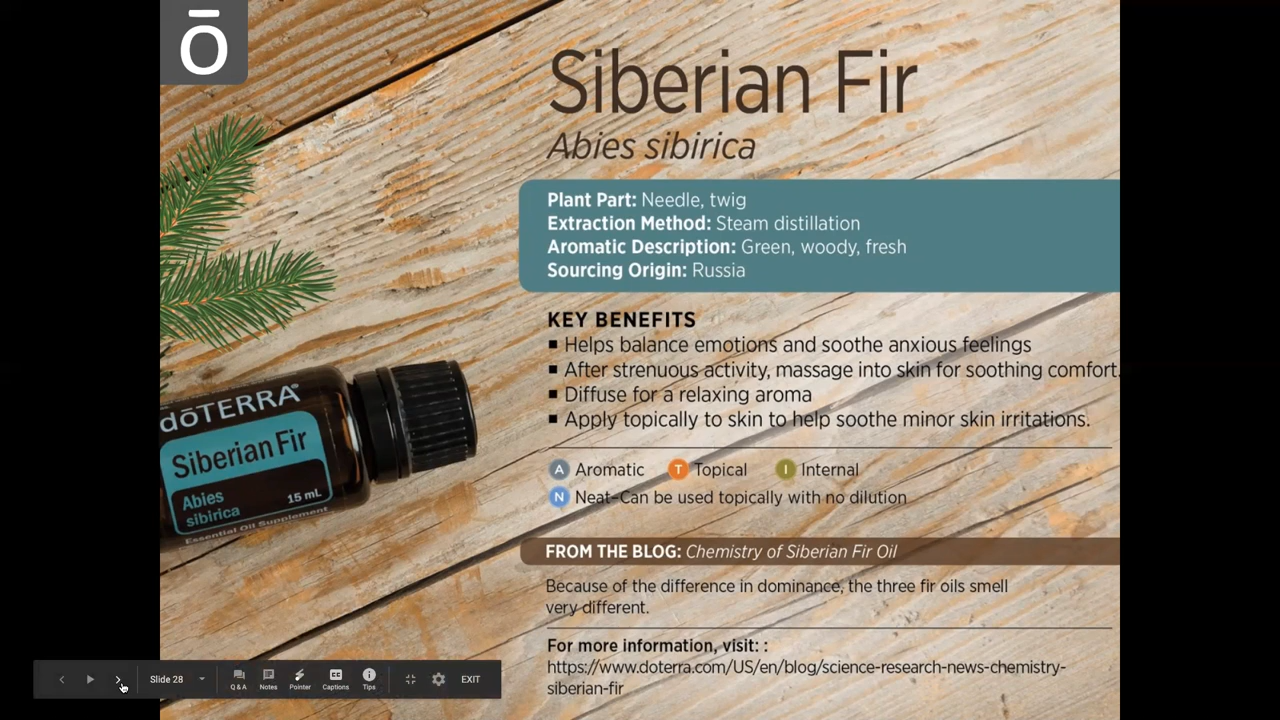 ō
Siberian Fir
Abies sibirica
Plant Part: Needle, twig
Extraction Method: Steam distillation
Aromatic Description: Green, woody, fresh
Sourcing Origin: Russia
KEY BENEFITS
▪ Helps balance emotions and soothe anxious feelings
▪ After strenuous activity, massage into skin for soothing comfort.
▪ Diffuse for a relaxing aroma
▪ Apply topically to skin to help soothe minor skin irritations.
A Aromatic T Topical I Internal
N Neat–Can be used topically with no dilution
FROM THE BLOG: Chemistry of Siberian Fir Oil
Because of the difference in dominance, the three fir oils smell
very different.
For more information, visit: :
https://www.doterra.com/US/en/blog/science-research-news-chemistry-
siberian-fir
dōTERRA®
Siberian Fir
Abies
sibirica
15 mL
Essential Oil Supplement
Slide 28
Q & A Notes Pointer Captions Tips
EXIT